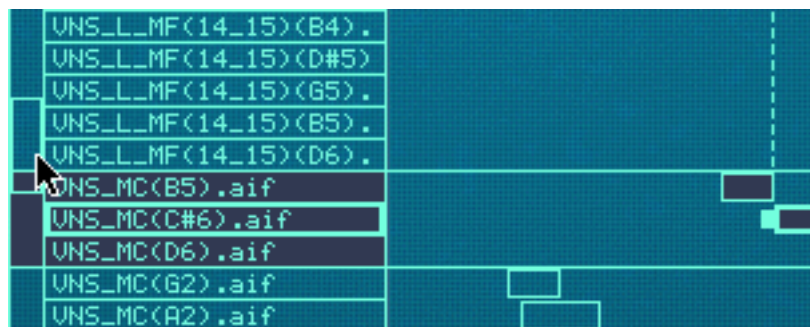 VNS_L_MF(14_15)(B4).
VNS_L_MF(14_15)(D#5)
VNS_L_MF(14_15)(G5).
VNS_L_MF(14_15)(B5).
VNS_L_MF(14_15)(D6).
VNS_MC(B5).aif
VNS_MC(C#6).aif
VNS_MC(D6).aif
VNS_MC(G2).aif
VNS_MC(A2).aif